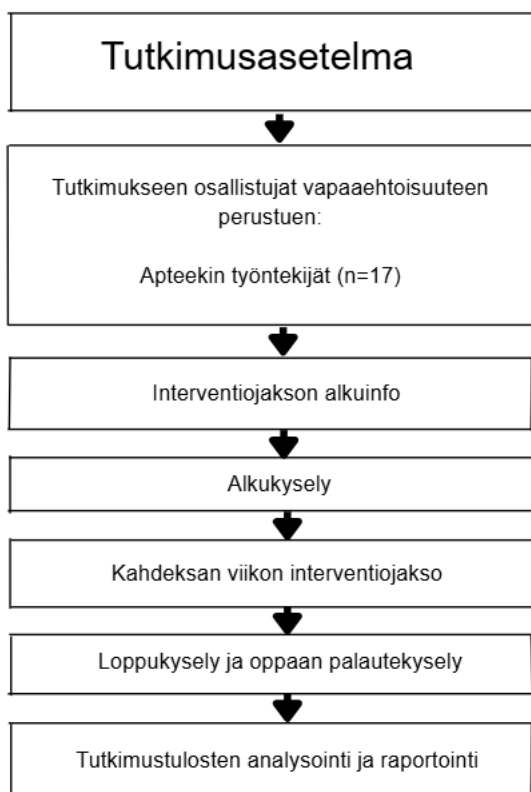 Tutkimusasetelma
Tutkimukseen osallistujat vapaaehtoisuuteen
perustuen:
Apteekin työntekijät (n=17)
Interventiojakson alkuinfo
Alkukysely
Kahdeksan viikon interventiojakso
Loppukysely ja oppaan palautekysely
Tutkimustulosten analysointi ja raportointi